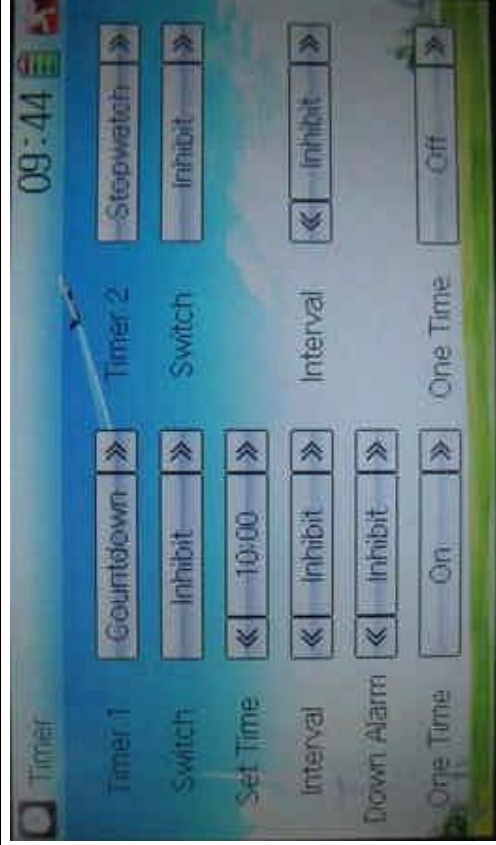 Timer 09:44
Timer 1 Countdown Timer 2 Stopwatch
Switch Inhibit Switch Inhibit
Set Time 10:00
Interval Inhibit Interval Inhibit
Down Alarm Inhibit
One Time On One Time Off